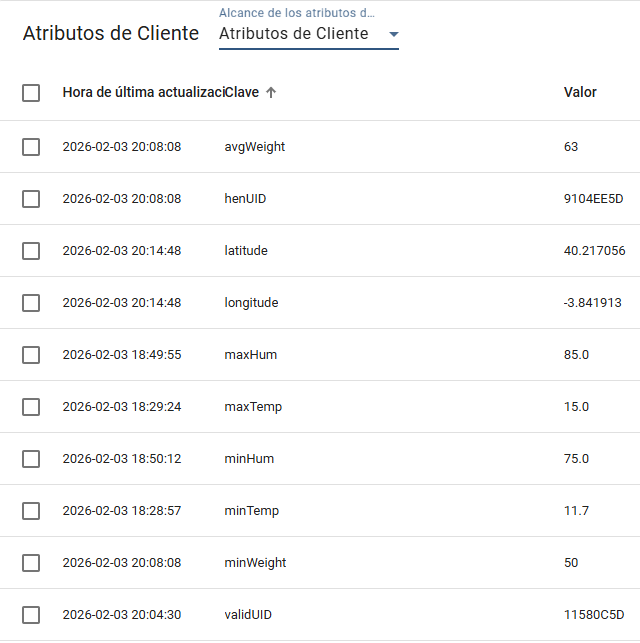 Atributos de Cliente
Alcance de los atributos d...
Atributos de Cliente
Hora de última actualizaci Clave ↑ Valor
2026-02-03 20:08:08 avgWeight 63
2026-02-03 20:08:08 henUID 9104EE5D
2026-02-03 20:14:48 latitude 40.217056
2026-02-03 20:14:48 longitude -3.841913
2026-02-03 18:49:55 maxHum 85.0
2026-02-03 18:29:24 maxTemp 15.0
2026-02-03 18:50:12 minHum 75.0
2026-02-03 18:28:57 minTemp 11.7
2026-02-03 20:08:08 minWeight 50
2026-02-03 20:04:30 validUID 11580C5D